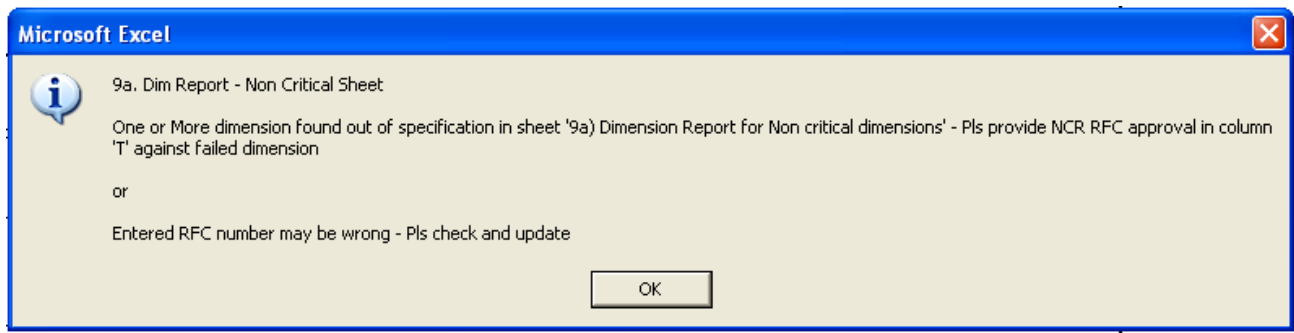 Microsoft Excel
9a. Dim Report - Non Critical Sheet
One or More dimension found out of specification in sheet '9a) Dimension Report for Non critical dimensions' - Pls provide NCR RFC approval in column
'T' against failed dimension
or
Entered RFC number may be wrong - Pls check and update
OK